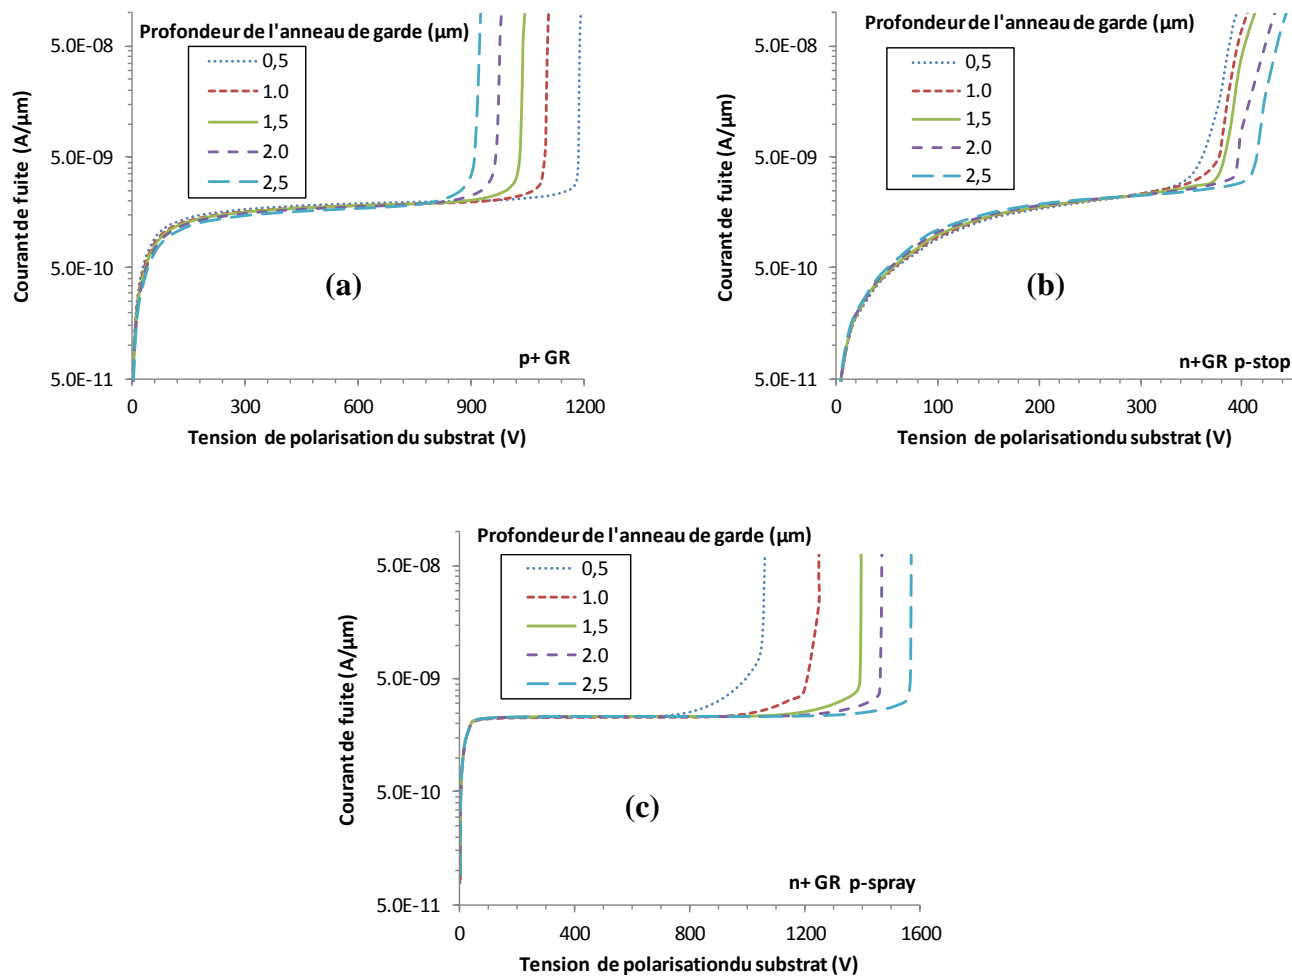 Profondeur de l'anneau de garde (µm)
0,5
1.0
1,5
2.0
2,5
5.0E-08
5.0E-09
5.0E-10
5.0E-11
Courant de fuite (A/µm)
(a)
p+ GR
0 300 600 900 1200
Tension de polarisation du substrat (V)
Profondeur de l'anneau de garde (µm)
0,5
1.0
1,5
2.0
2,5
5.0E-08
5.0E-09
5.0E-10
5.0E-11
Courant de fuite (A/µm)
(b)
n+GR p-stop
0 100 200 300 400
Tension de polarisationdu substrat (V)
Profondeur de l'anneau de garde (µm)
0,5
1.0
1,5
2.0
2,5
5.0E-08
5.0E-09
5.0E-10
5.0E-11
Courant de fuite (A/µm)
(c)
n+ GR p-spray
0 400 800 1200 1600
Tension de polarisationdu substrat (V)